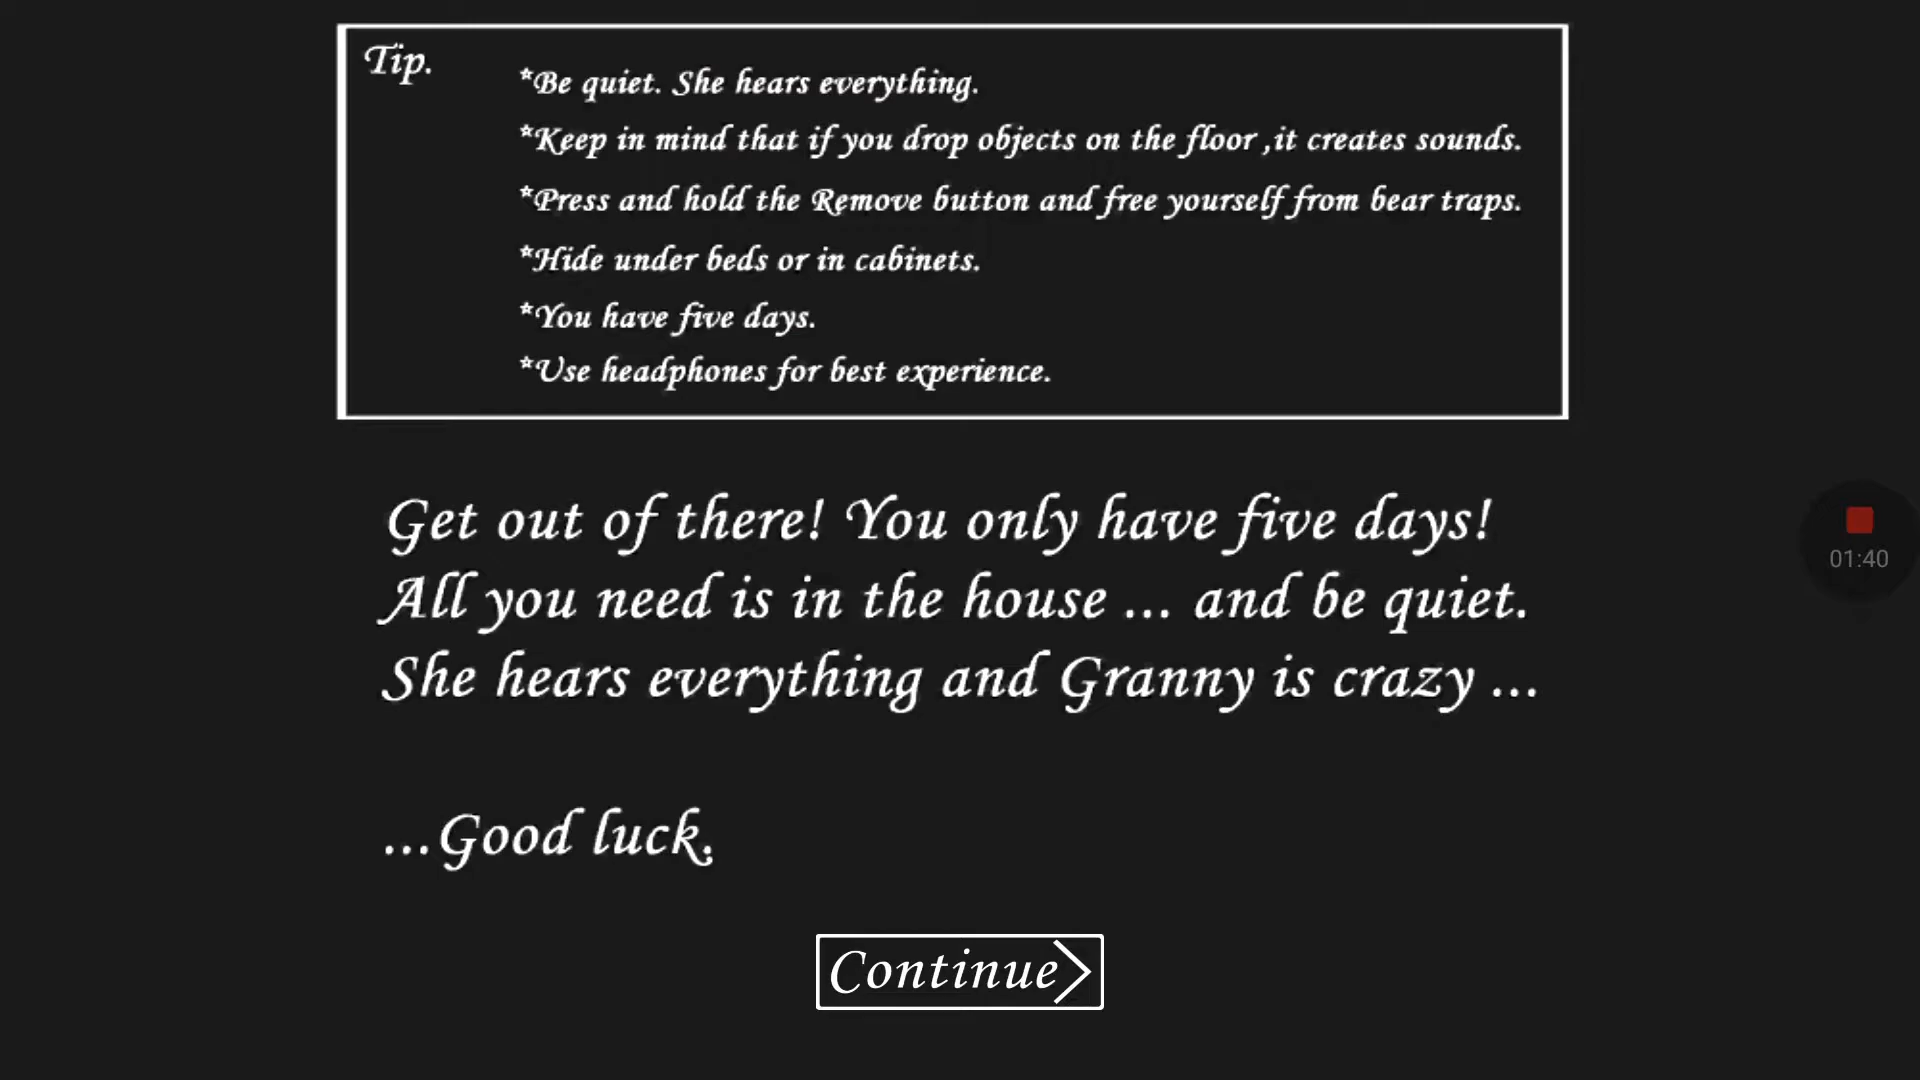 Tip.
*Be quiet. She hears everything.
*Keep in mind that if you drop objects on the floor ,it creates sounds.
*Press and hold the Remove button and free yourself from bear traps.
*Hide under beds or in cabinets.
*You have five days.
*Use headphones for best experience.
Get out of there! You only have five days!
All you need is in the house ... and be quiet.
She hears everything and Granny is crazy ...
...Good luck.
01:40
Continue